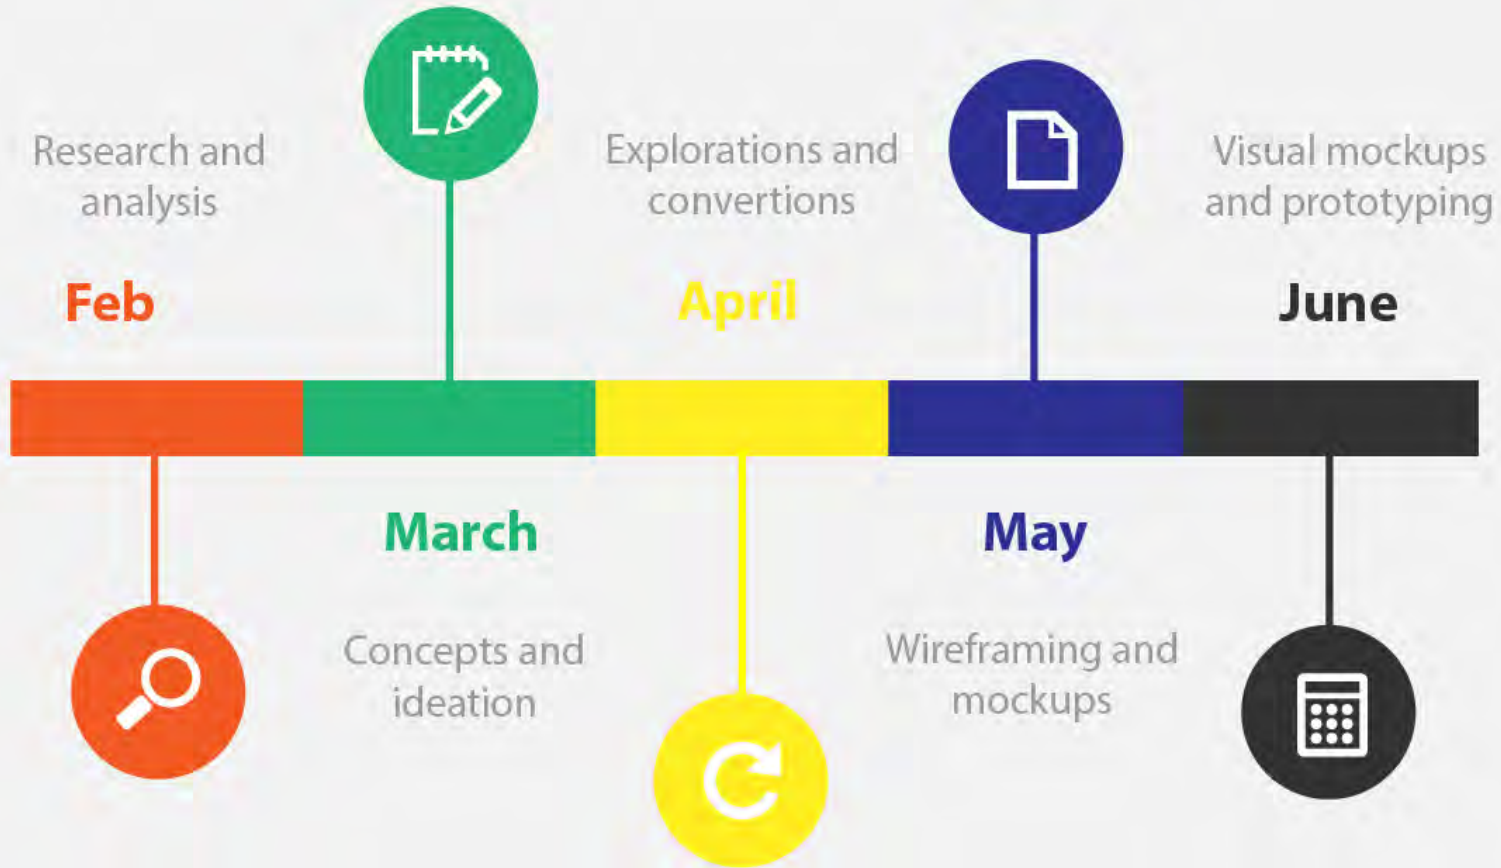 Research and
analysis
Feb
March
Concepts and
ideation
Explorations and
convertions
April
May
Wireframing and
mockups
Visual mockups
and prototyping
June